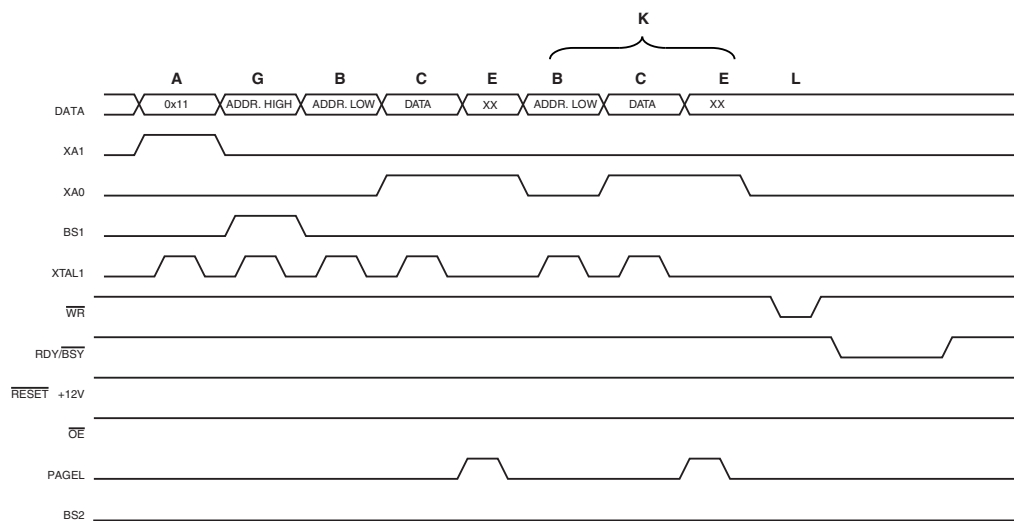 K
A G B C E B C E L
DATA 0x11 ADDR. HIGH ADDR. LOW DATA XX ADDR. LOW DATA XX
XA1
XA0
BS1
XTAL1
WR
RDY/BSY
RESET +12V
OE
PAGEL
BS2